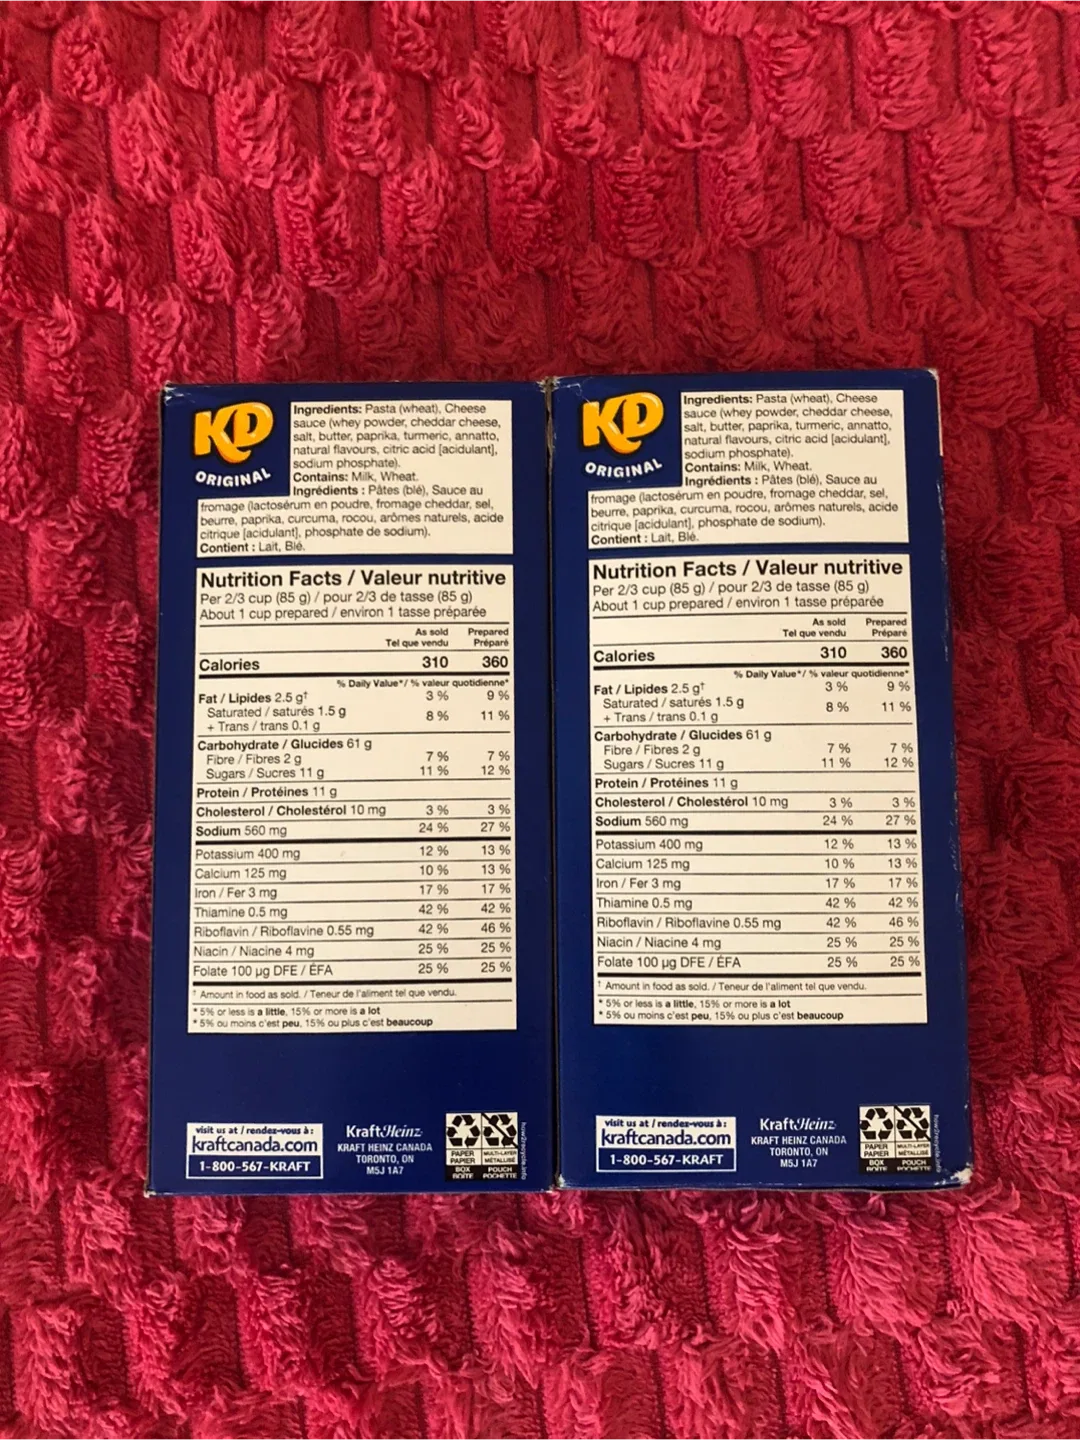 KD
ORIGINAL
Ingredients: Pasta (wheat), Cheese
sauce (whey powder, cheddar cheese,
salt, butter, paprika, turmeric, annatto,
natural flavours, citric acid [acidulant],
sodium phosphate).
Contains: Milk, Wheat.
Ingrédients : Pâtes (blé), Sauce au
fromage (lactosérum en poudre, fromage cheddar, sel,
beurre, paprika, curcuma, rocou, arômes naturels, acide
citrique [acidulant], phosphate de sodium).
Contient : Lait, Blé.
Nutrition Facts / Valeur nutritive
Per 2/3 cup (85 g) / pour 2/3 de tasse (85 g)
About 1 cup prepared / environ 1 tasse préparée
As sold Prepared
Tel que vendu Préparé
Calories 310 360
% Daily Value*/ % valeur quotidienne*
Fat / Lipides 2.5 g† 3 % 9 %
Saturated / saturés 1.5 g 8 % 11 %
+ Trans / trans 0.1 g
Carbohydrate / Glucides 61 g
Fibre / Fibres 2 g 7 % 7 %
Sugars / Sucres 11 g 11 % 12 %
Protein / Protéines 11 g
Cholesterol / Cholestérol 10 mg 3 % 3 %
Sodium 560 mg 24 % 27 %
Potassium 400 mg 12 % 13 %
Calcium 125 mg 10 % 13 %
Iron / Fer 3 mg 17 % 17 %
Thiamine 0.5 mg 42 % 42 %
Riboflavin / Riboflavine 0.55 mg 42 % 46 %
Niacin / Niacine 4 mg 25 % 25 %
Folate 100 µg DFE / ÉFA 25 % 25 %
† Amount in food as sold. / Teneur de l'aliment tel que vendu.
* 5% or less is a little, 15% or more is a lot
* 5% ou moins c'est peu, 15% ou plus c'est beaucoup
visit us at / rendez-vous à :
kraftcanada.com
1-800-567-KRAFT
KraftHeinz
KRAFT HEINZ CANADA
TORONTO, ON
M5J 1A7
PAPER MULTI-LAYER
PAPIER MÉTALLISÉ
BOX POUCH
BOÎTE POCHETTE
how2recycle.info
KD
ORIGINAL
Ingredients: Pasta (wheat), Cheese
sauce (whey powder, cheddar cheese,
salt, butter, paprika, turmeric, annatto,
natural flavours, citric acid [acidulant],
sodium phosphate).
Contains: Milk, Wheat.
Ingrédients : Pâtes (blé), Sauce au
fromage (lactosérum en poudre, fromage cheddar, sel,
beurre, paprika, curcuma, rocou, arômes naturels, acide
citrique [acidulant], phosphate de sodium).
Contient : Lait, Blé.
Nutrition Facts / Valeur nutritive
Per 2/3 cup (85 g) / pour 2/3 de tasse (85 g)
About 1 cup prepared / environ 1 tasse préparée
As sold Prepared
Tel que vendu Préparé
Calories 310 360
% Daily Value*/ % valeur quotidienne*
Fat / Lipides 2.5 g† 3 % 9 %
Saturated / saturés 1.5 g 8 % 11 %
+ Trans / trans 0.1 g
Carbohydrate / Glucides 61 g
Fibre / Fibres 2 g 7 % 7 %
Sugars / Sucres 11 g 11 % 12 %
Protein / Protéines 11 g
Cholesterol / Cholestérol 10 mg 3 % 3 %
Sodium 560 mg 24 % 27 %
Potassium 400 mg 12 % 13 %
Calcium 125 mg 10 % 13 %
Iron / Fer 3 mg 17 % 17 %
Thiamine 0.5 mg 42 % 42 %
Riboflavin / Riboflavine 0.55 mg 42 % 46 %
Niacin / Niacine 4 mg 25 % 25 %
Folate 100 µg DFE / ÉFA 25 % 25 %
† Amount in food as sold. / Teneur de l'aliment tel que vendu.
* 5% or less is a little, 15% or more is a lot
* 5% ou moins c'est peu, 15% ou plus c'est beaucoup
visit us at / rendez-vous à :
kraftcanada.com
1-800-567-KRAFT
KraftHeinz
KRAFT HEINZ CANADA
TORONTO, ON
M5J 1A7
PAPER MULTI-LAYER
PAPIER MÉTALLISÉ
BOX POUCH
BOÎTE POCHETTE
how2recycle.info